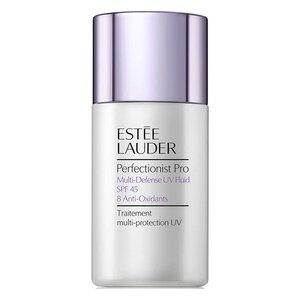 ESTĒE
LAUDER
Perfectionist Pro
Multi-Defense UV Fluid
SPF 45
8 Anti-Oxidants
Traitement
multi-protection UV